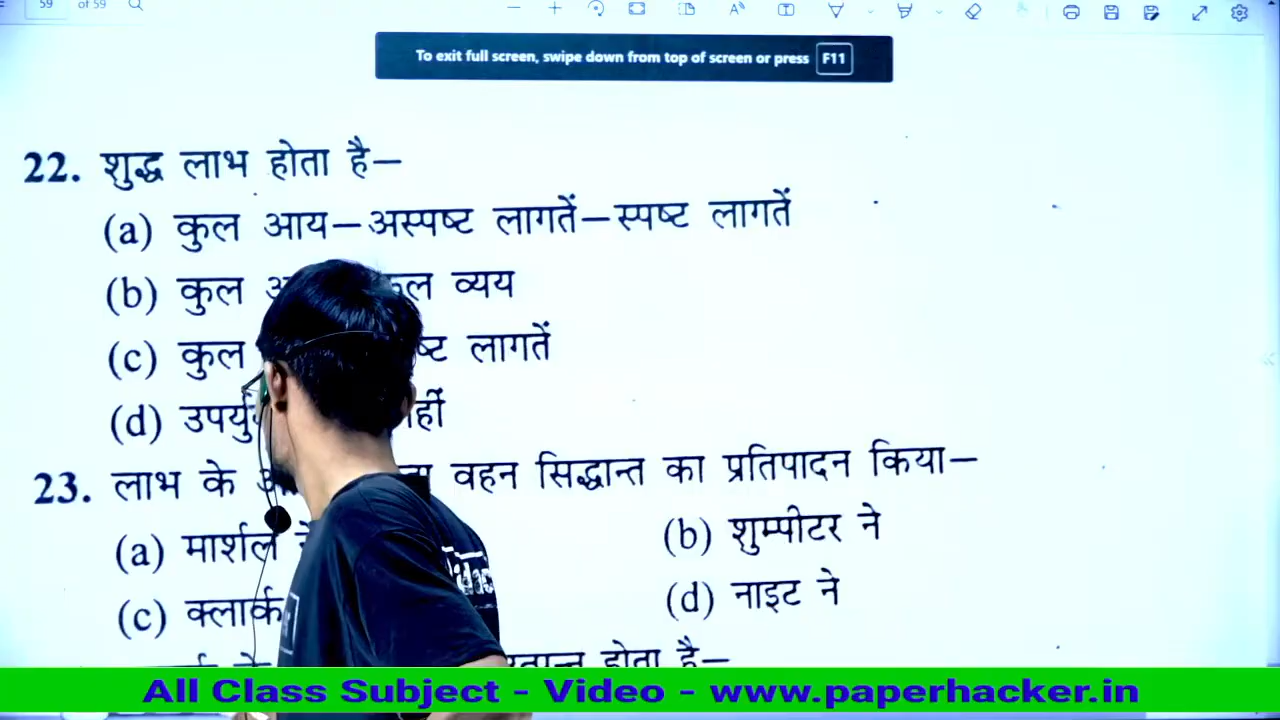 59 of 59
To exit full screen, swipe down from top of screen or press F11
22. शुद्ध लाभ होता है—
(a) कुल आय—अस्पष्ट लागतें—स्पष्ट लागतें
(b) कुल व्यय
(c) कुल लागतें
(d)
23. लाभ के वहन सिद्धान्त का प्रतिपादन किया—
(a) मार्शल
(b) शुम्पीटर ने
(c) क्लार्क
(d) नाइट ने
होता है—
All Class Subject - Video - www.paperhacker.in